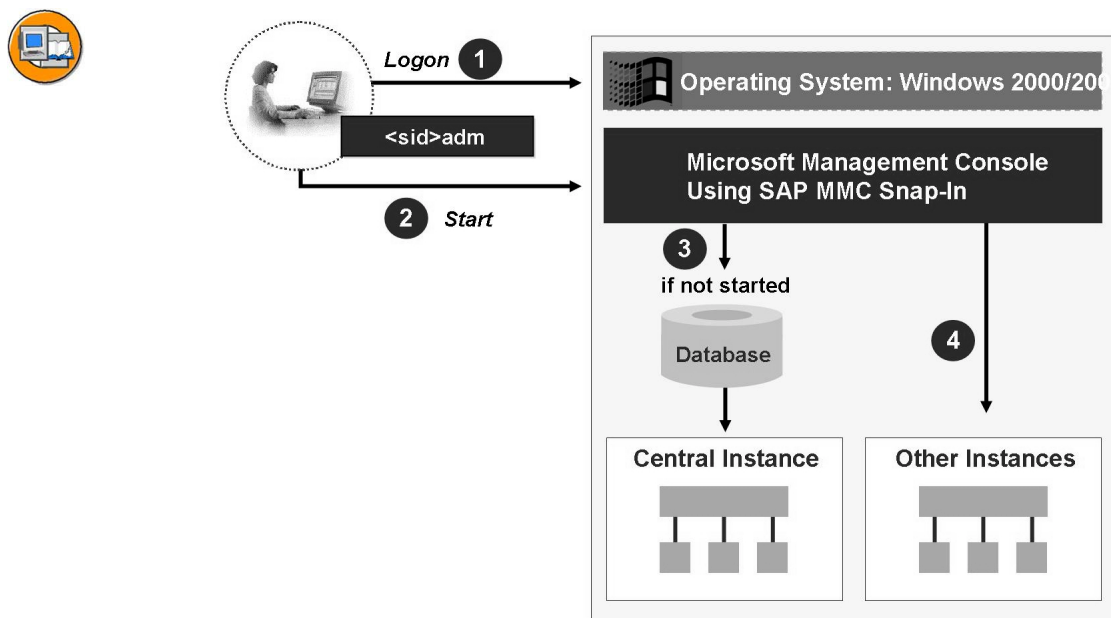 Logon 1
Operating System: Windows 2000/200
<sid>adm
Microsoft Management Console
Using SAP MMC Snap-In
2 Start
3
if not started
4
Database
Central Instance
Other Instances